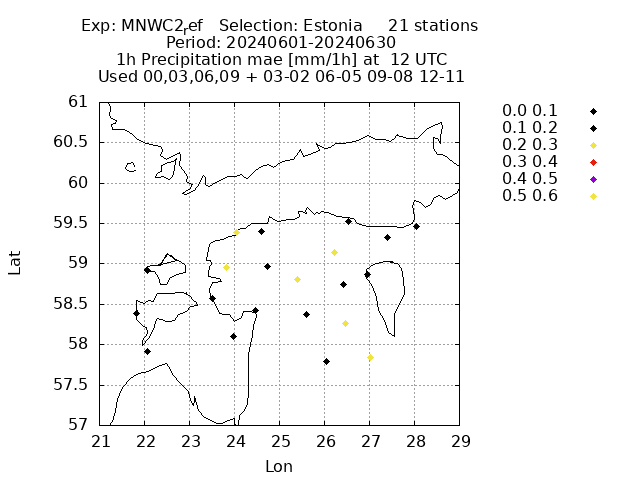 Exp: MNWC2ref   Selection: Estonia     21 stations
Period: 20240601-20240630
1h Precipitation mae [mm/1h] at  12 UTC
Used 00,03,06,09 + 03-02 06-05 09-08 12-11
0.0 0.1
0.1 0.2
0.2 0.3
0.3 0.4
0.4 0.5
0.5 0.6
61
60.5
60
59.5
59
58.5
58
57.5
57
Lat
21 22 23 24 25 26 27 28 29
Lon